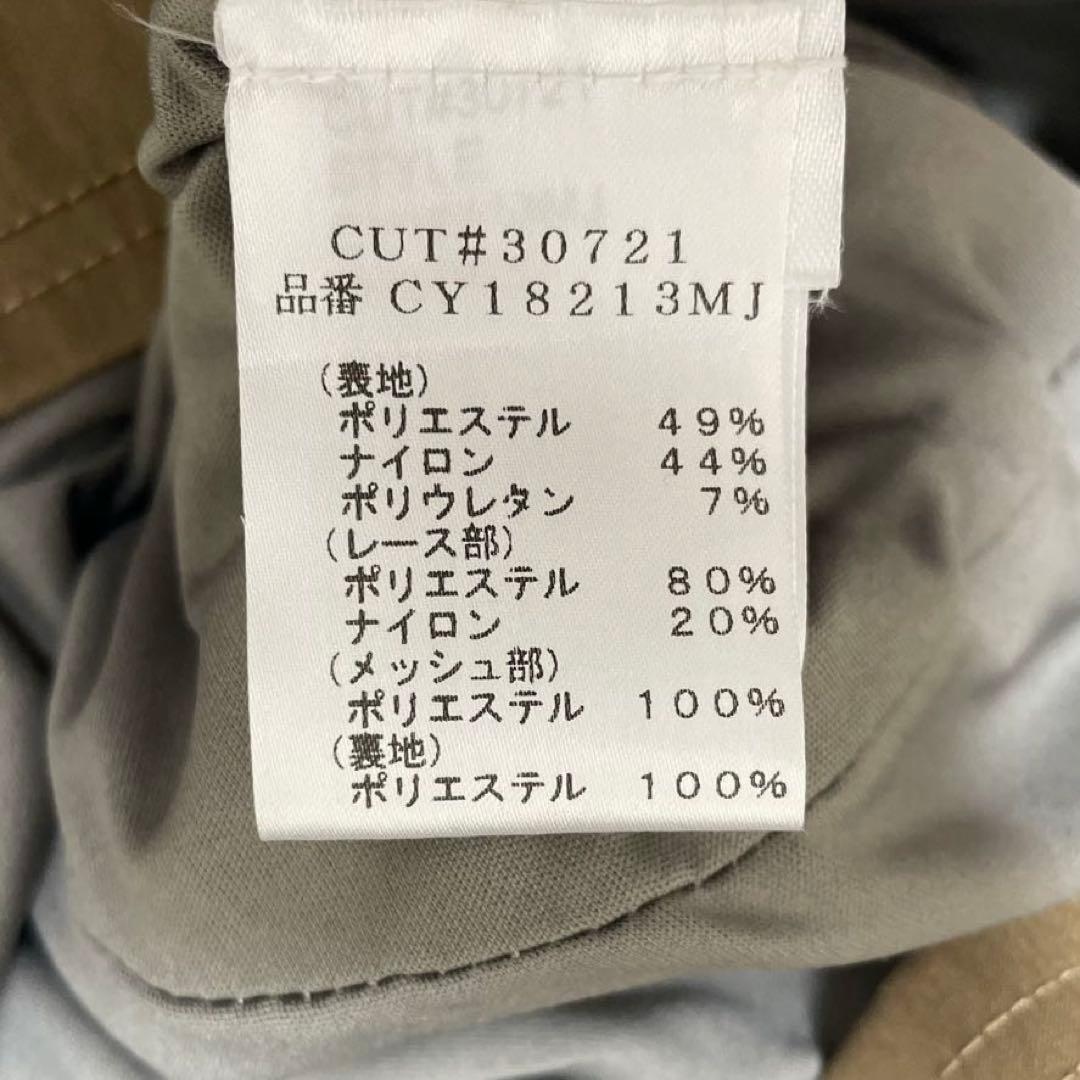 CUT#30721
品番 CY18213MJ
(裏地)
ポリエステル 49%
ナイロン 44%
ポリウレタン 7%
(レース部)
ポリエステル 80%
ナイロン 20%
(メッシュ部)
ポリエステル 100%
(裏地)
ポリエステル 100%